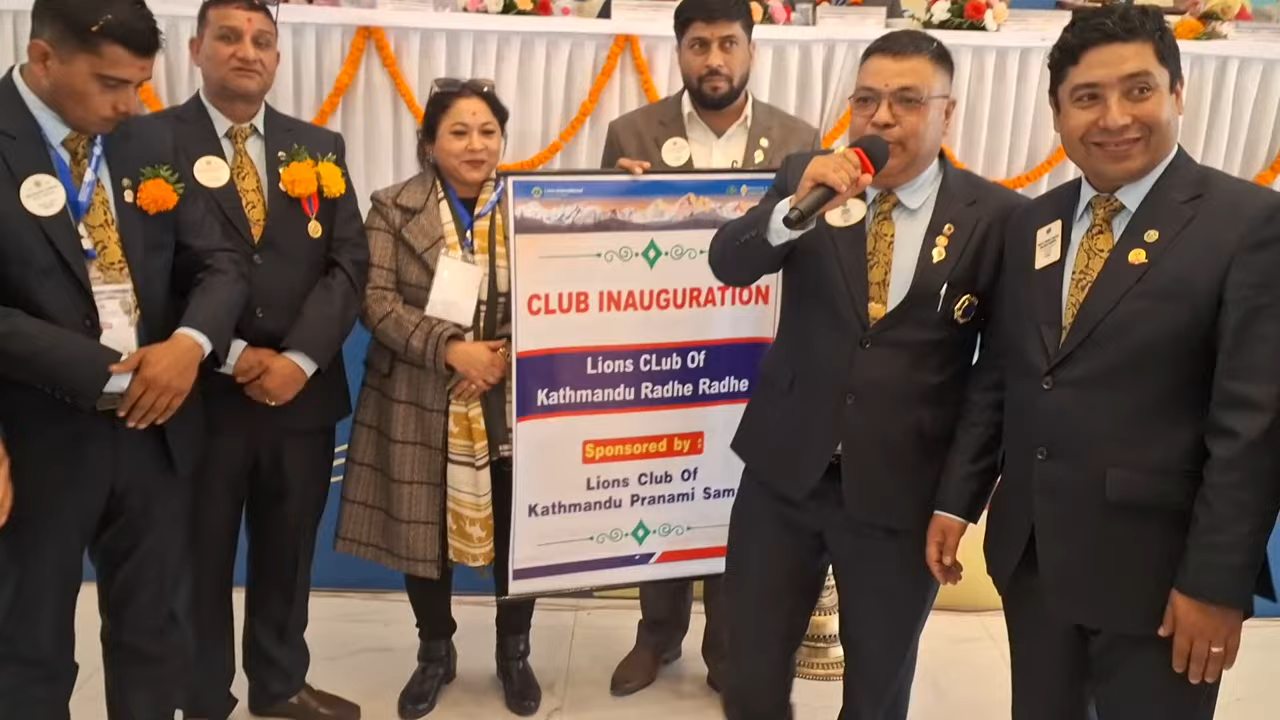 CLUB INAUGURATION
Lions CLub Of
Kathmandu Radhe Radhe
Sponsored by :
Lions Club Of
Kathmandu Pranami Sam